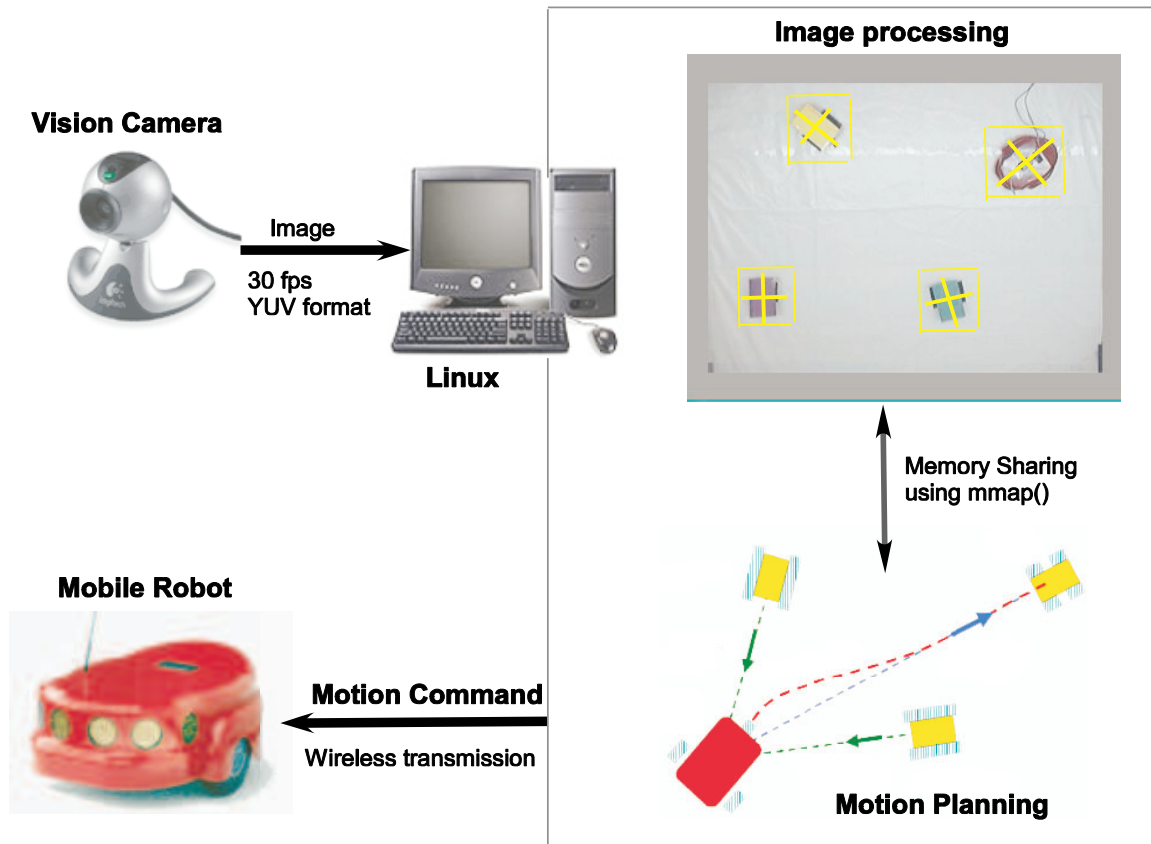 Image processing
Vision Camera
Image
30 fps
YUV format
Linux
Memory Sharing
using mmap()
Mobile Robot
Motion Command
Wireless transmission
Motion Planning